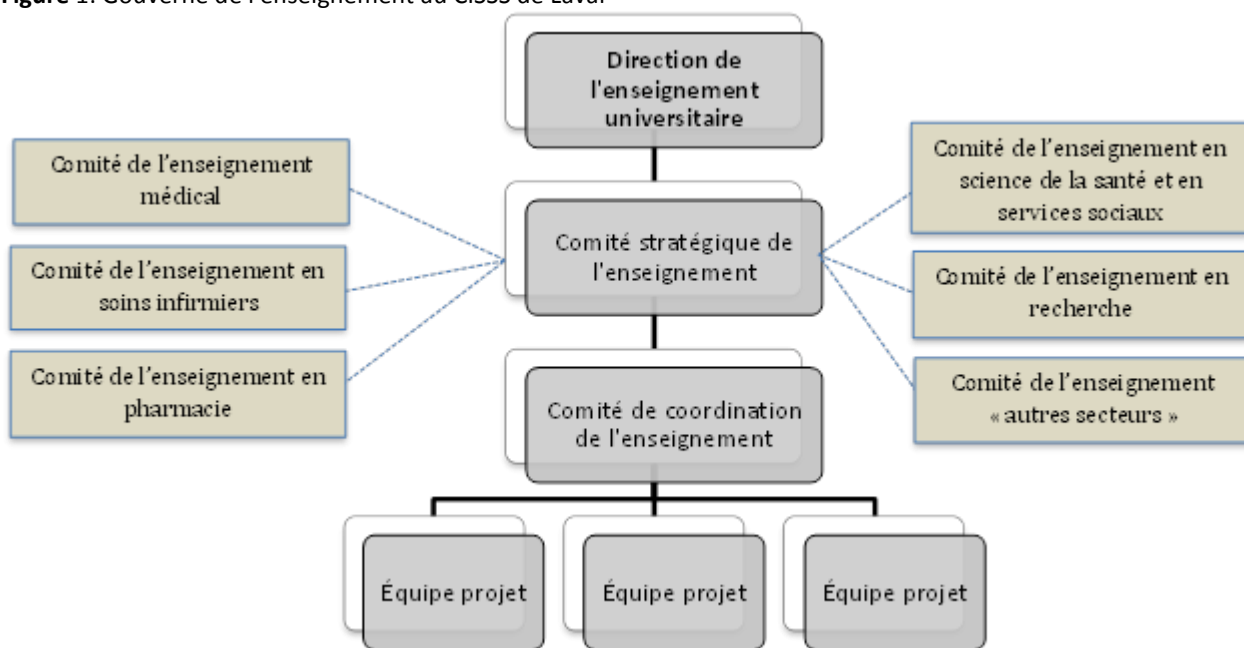 Figure 1: Gouverne de l'enseignement au CISSS de Laval
Direction de
l'enseignement
universitaire
Comité de l'enseignement
médical
Comité de l'enseignement en
soins infirmiers
Comité de l'enseignement en
pharmacie
Comité stratégique de
l'enseignement
Comité de l'enseignement en
science de la santé et en
services sociaux
Comité de l'enseignement en
recherche
Comité de l'enseignement
« autres secteurs »
Comité de coordination
de l'enseignement
Équipe projet
Équipe projet
Équipe projet